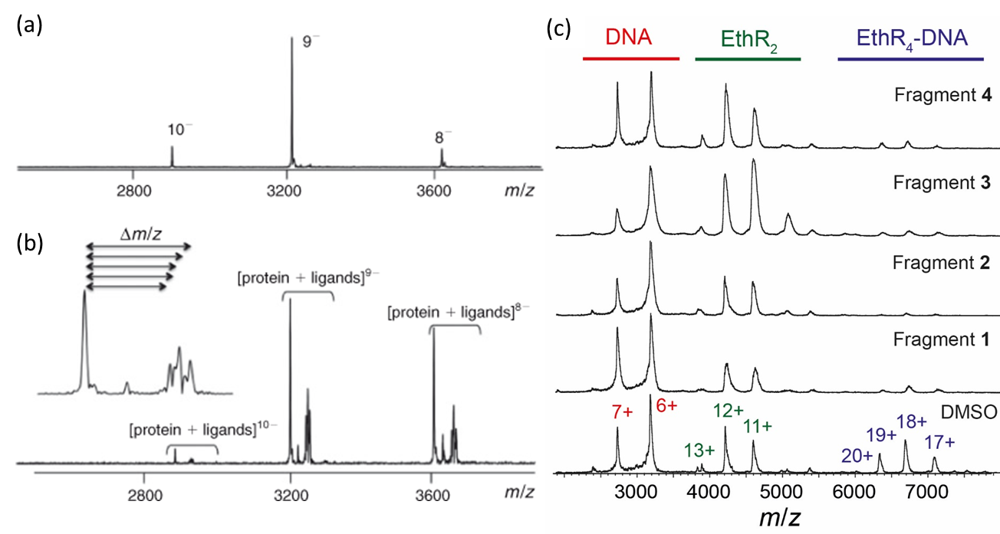 (a)
9⁻
10⁻
8⁻
2800 3200 3600 m/z
(b)
Δm/z
[protein + ligands]⁹⁻
[protein + ligands]⁸⁻
[protein + ligands]¹⁰⁻
2800 3200 3600 m/z
(c)
DNA EthR₂ EthR₄-DNA
Fragment 4
Fragment 3
Fragment 2
Fragment 1
DMSO
7+ 6+ 13+ 12+ 11+ 20+ 19+ 18+ 17+
3000 4000 5000 6000 7000
m/z